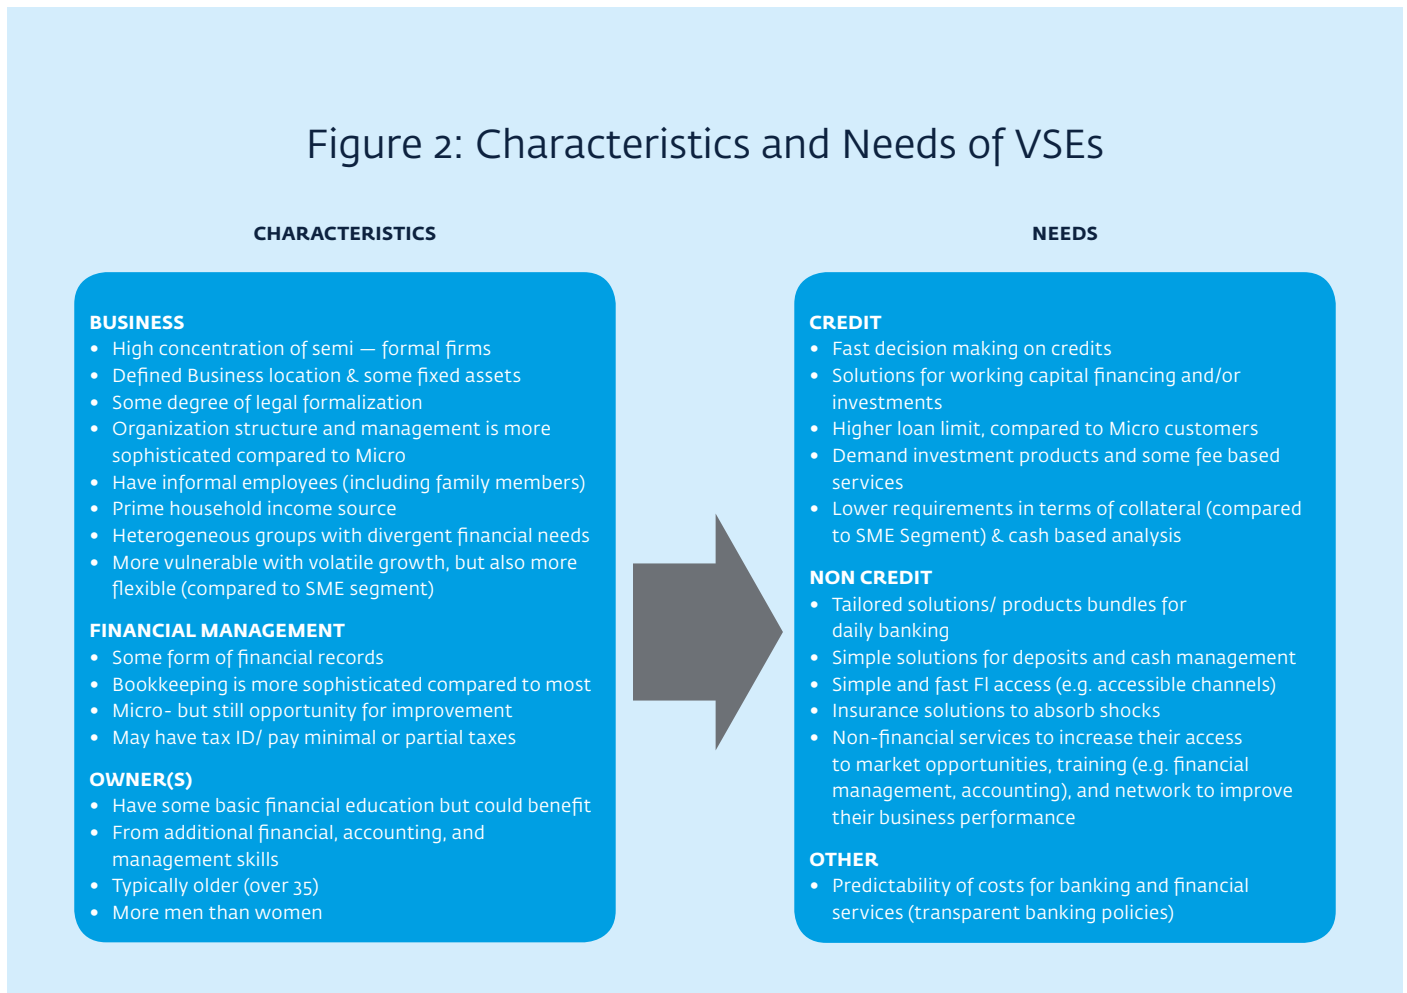 Figure 2: Characteristics and Needs of VSEs
CHARACTERISTICS
BUSINESS
• High concentration of semi — formal firms
• Defined Business location & some fixed assets
• Some degree of legal formalization
• Organization structure and management is more
sophisticated compared to Micro
• Have informal employees (including family members)
• Prime household income source
• Heterogeneous groups with divergent financial needs
• More vulnerable with volatile growth, but also more
flexible (compared to SME segment)
FINANCIAL MANAGEMENT
• Some form of financial records
• Bookkeeping is more sophisticated compared to most
• Micro- but still opportunity for improvement
• May have tax ID/ pay minimal or partial taxes
OWNER(S)
• Have some basic financial education but could benefit
• From additional financial, accounting, and
management skills
• Typically older (over 35)
• More men than women
NEEDS
CREDIT
• Fast decision making on credits
• Solutions for working capital financing and/or
investments
• Higher loan limit, compared to Micro customers
• Demand investment products and some fee based
services
• Lower requirements in terms of collateral (compared
to SME Segment) & cash based analysis
NON CREDIT
• Tailored solutions/ products bundles for
daily banking
• Simple solutions for deposits and cash management
• Simple and fast Fl access (e.g. accessible channels)
• Insurance solutions to absorb shocks
• Non-financial services to increase their access
to market opportunities, training (e.g. financial
management, accounting), and network to improve
their business performance
OTHER
• Predictability of costs for banking and financial
services (transparent banking policies)